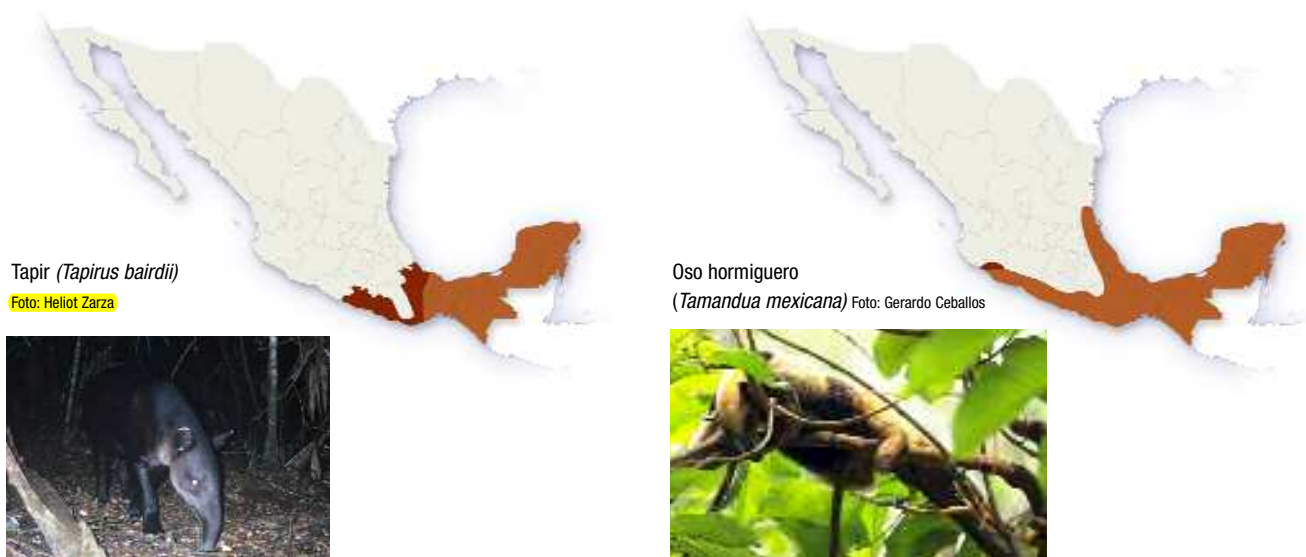 Tapir (Tapirus bairdii)
Foto: Heliot Zarza
Oso hormiguero
(Tamandua mexicana) Foto: Gerardo Ceballos